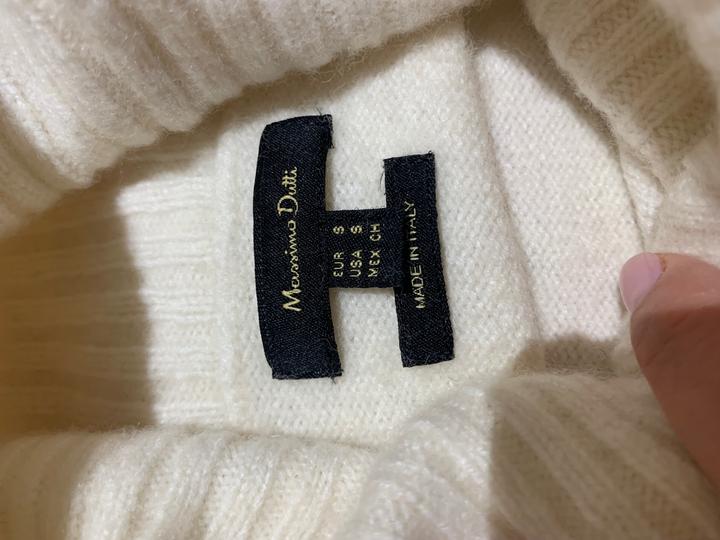 Massimo Dutti
EUR S
USA S
MEX CH
MADE IN ITALY